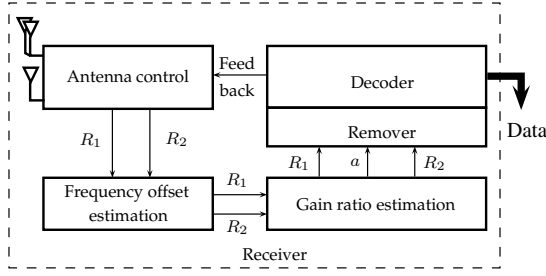 Antenna control
Feed
back
Decoder
Remover
Data
R1
R2
R1
a
R2
Frequency offset
estimation
R1
R2
Gain ratio estimation
Receiver